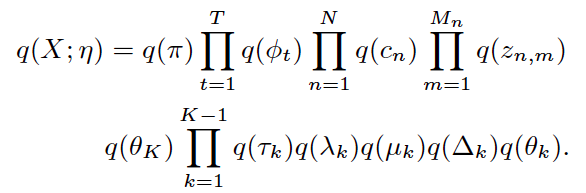 q(X; η) = q(π) ∏_{t=1}^{T} q(ϕ_t) ∏_{n=1}^{N} q(c_n) ∏_{m=1}^{M_n} q(z_{n,m})
q(θ_K) ∏_{k=1}^{K−1} q(τ_k)q(λ_k)q(μ_k)q(Δ_k)q(θ_k).